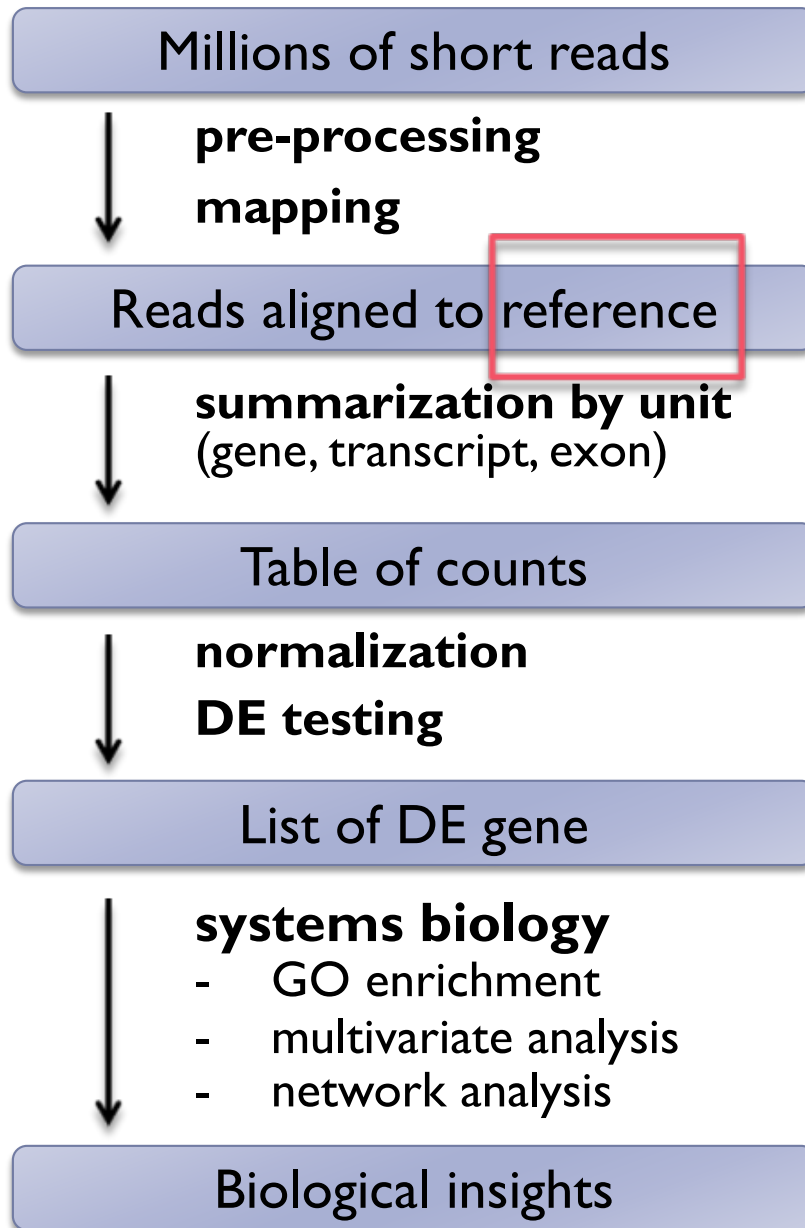 Millions of short reads
pre-processing
mapping
Reads aligned to reference
summarization by unit
(gene, transcript, exon)
Table of counts
normalization
DE testing
List of DE gene
systems biology
- GO enrichment
- multivariate analysis
- network analysis
Biological insights